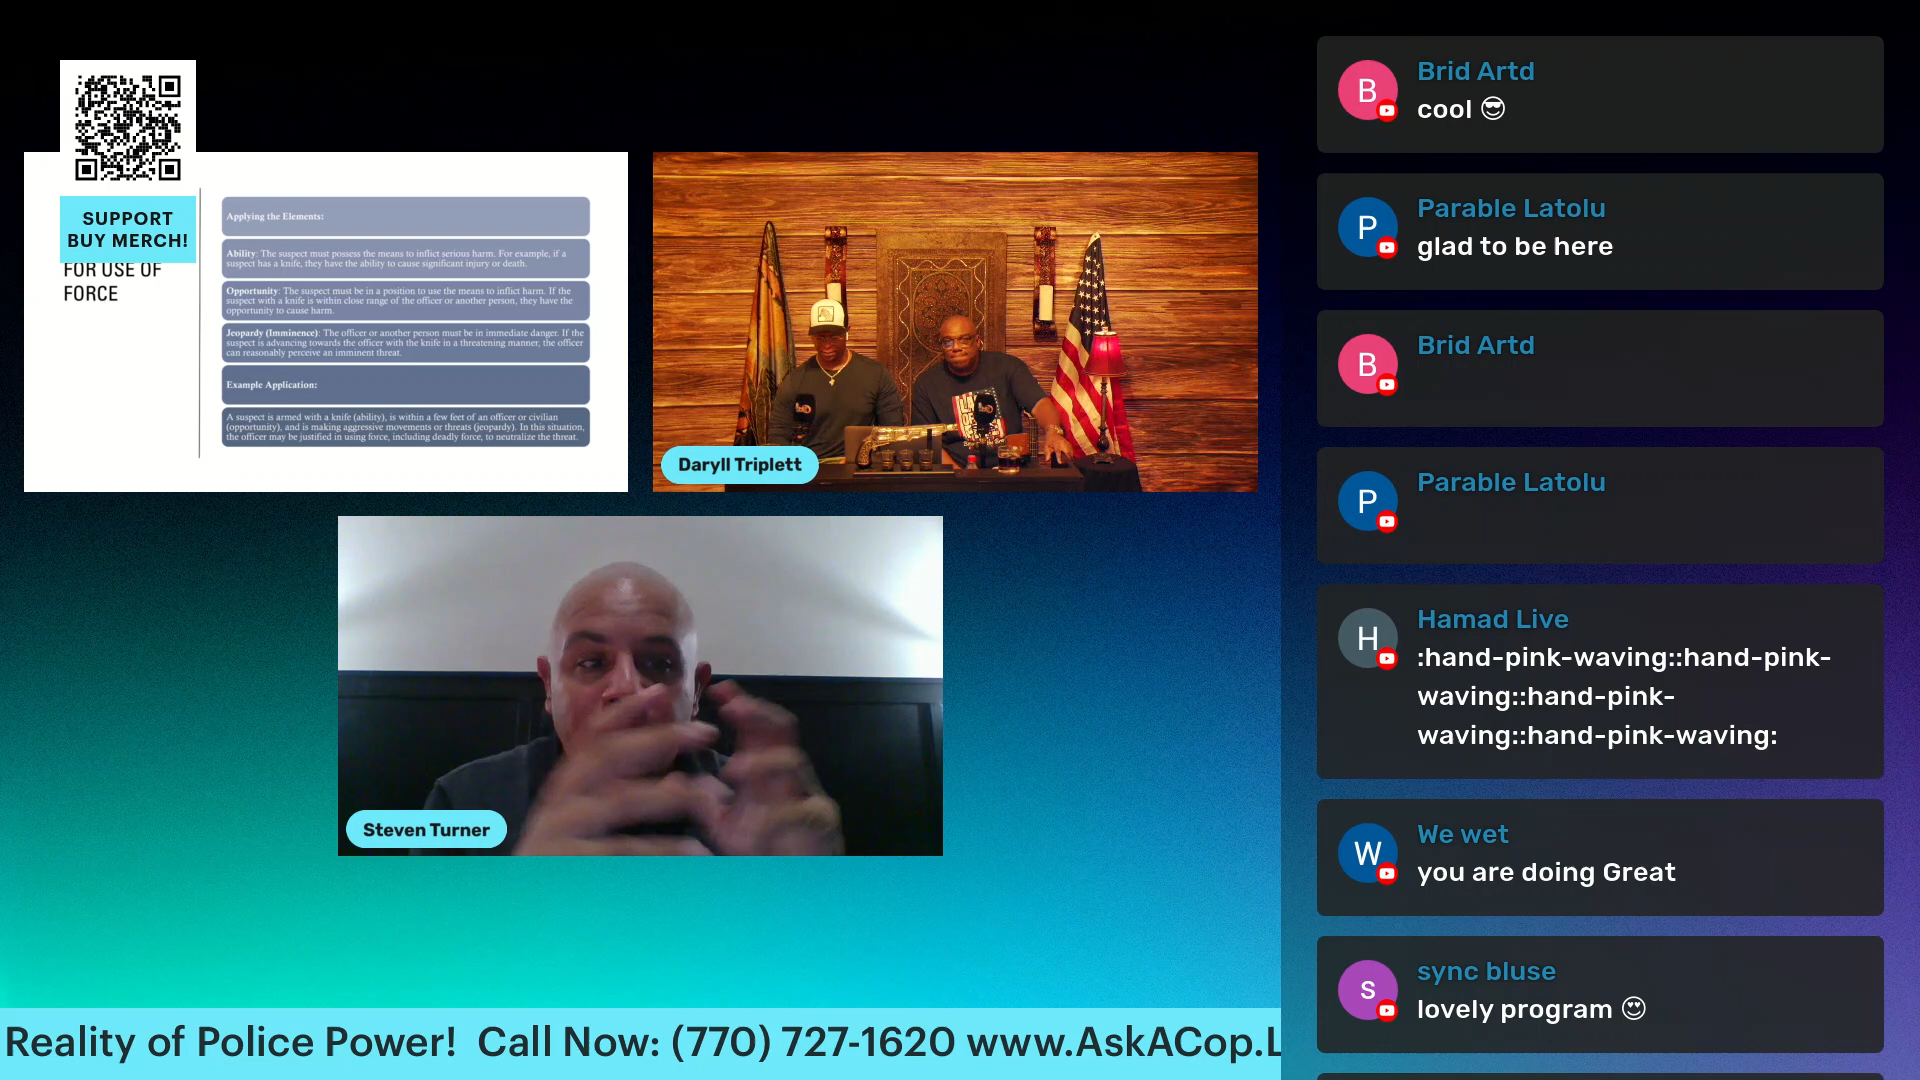 SUPPORT
BUY MERCH!
FOR USE OF
FORCE
Applying the Elements:
Ability: The suspect must possess the means to inflict serious harm. For example, if a
suspect has a knife, they have the ability to cause significant injury or death.
Opportunity: The suspect must be in a position to use the means to inflict harm. If the
suspect with a knife is within close range of the officer or another person, they have the
opportunity to cause harm.
Jeopardy (Imminence): The officer or another person must be in immediate danger. If the
suspect is advancing towards the officer with the knife in a threatening manner, the officer
can reasonably perceive an imminent threat.
Example Application:
A suspect is armed with a knife (ability), is within a few feet of an officer or civilian
(opportunity), and is making aggressive movements or threats (jeopardy). In this situation,
the officer may be justified in using force, including deadly force, to neutralize the threat.
Daryll Triplett
Steven Turner
Reality of Police Power! Call Now: (770) 727-1620 www.AskACop.L
B
Brid Artd
cool 😎
P
Parable Latolu
glad to be here
B
Brid Artd
P
Parable Latolu
H
Hamad Live
:hand-pink-waving::hand-pink-
waving::hand-pink-
waving::hand-pink-waving:
W
We wet
you are doing Great
s
sync bluse
lovely program 😍